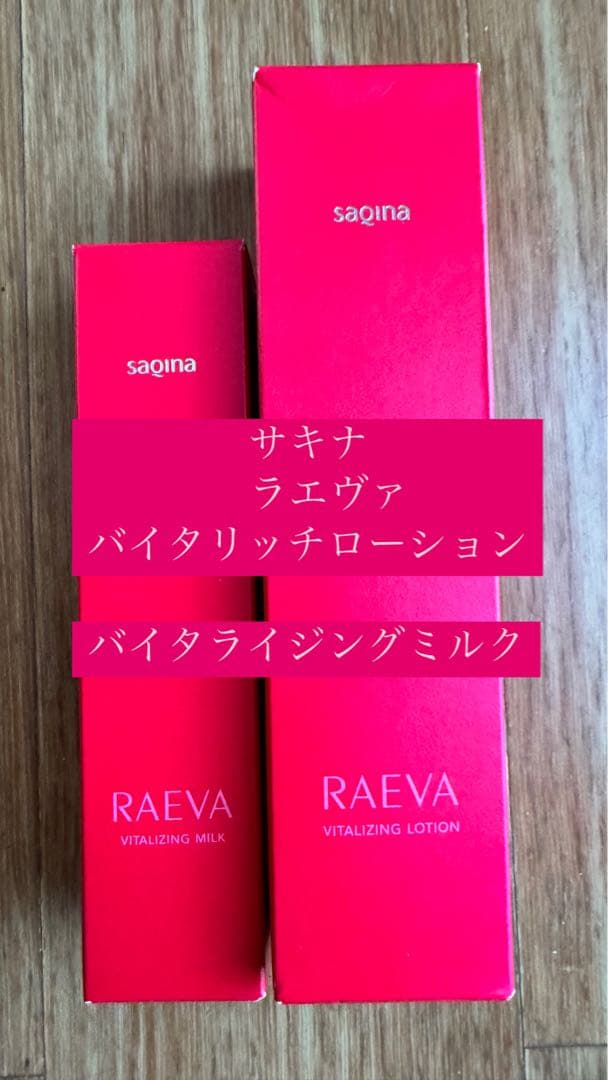 saqina
saqina
サキナ
ラエヴァ
バイタリッチローション
バイタライジングミルク
RAEVA
VITALIZING LOTION
RAEVA
VITALIZING MILK